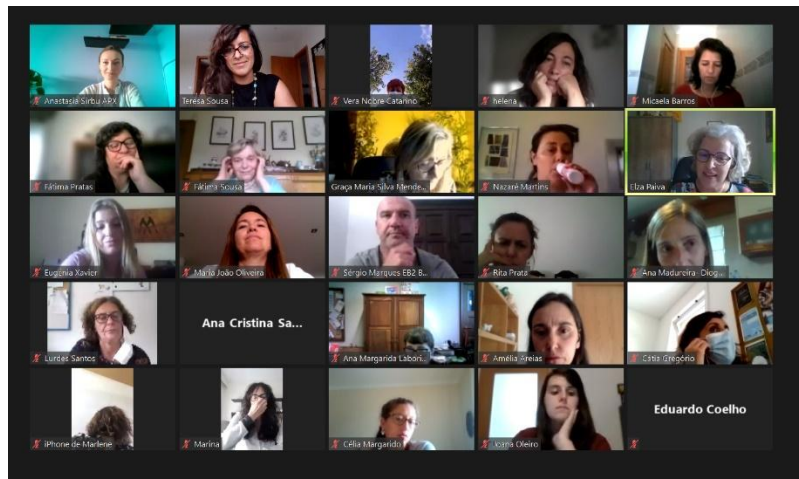 Anastasia Sirbu APX
Teresa Sousa
Vera Nobre Catarino
helena
Micaela Barros
Fátima Pratas
Fátima Sousa
Graça Maria Silva Mende...
Nazaré Martins
Elza Paiva
Eugénia Xavier
Maria João Oliveira
Sérgio Marques EB2 B...
Rita Prata
Ana Madureira- Diog...
Lurdes Santos
Ana Cristina Sa...
Ana Margarida Labori...
Amélia Areias
Cátia Gregório
iPhone de Marlene
Marina
Célia Margarido
Joana Oleiro
Eduardo Coelho